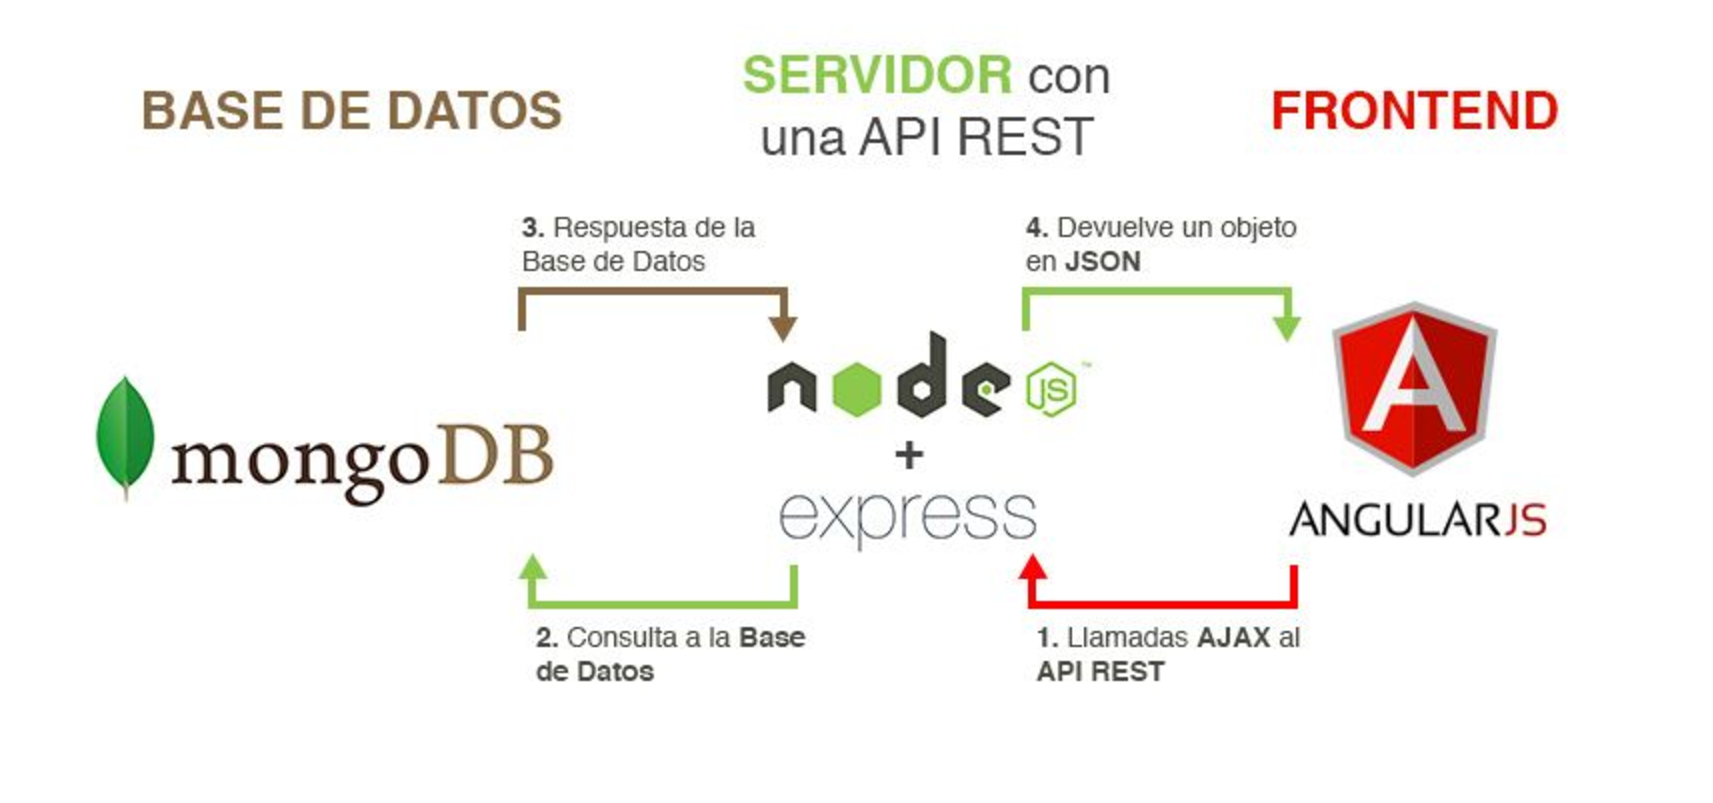 BASE DE DATOS
SERVIDOR con
una API REST
FRONTEND
3. Respuesta de la
Base de Datos
4. Devuelve un objeto
en JSON
mongoDB
node JS™
+
express
A
ANGULARJS
2. Consulta a la Base
de Datos
1. Llamadas AJAX al
API REST